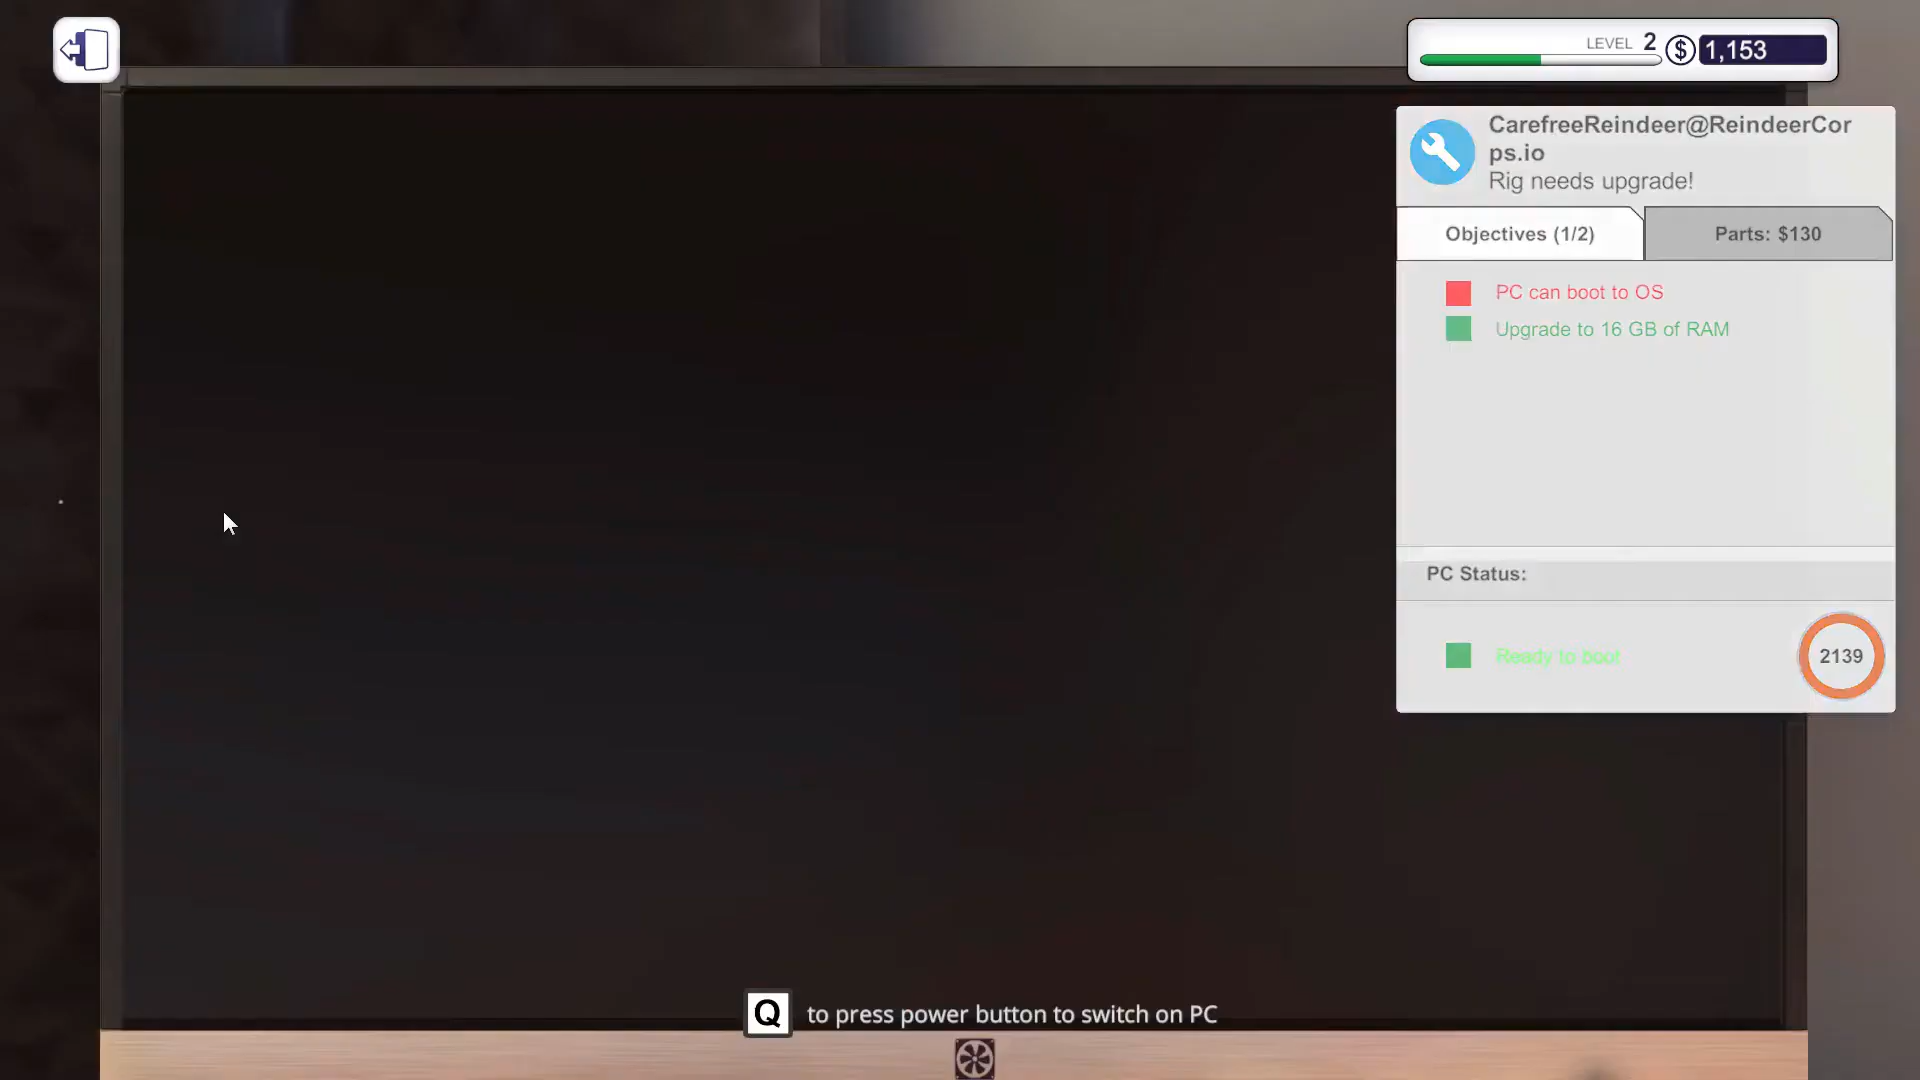 LEVEL 2 $ 1,153
CarefreeReindeer@ReindeerCor
ps.io
Rig needs upgrade!
Objectives (1/2)
Parts: $130
PC can boot to OS
Upgrade to 16 GB of RAM
PC Status:
Ready to boot
2139
Q to press power button to switch on PC